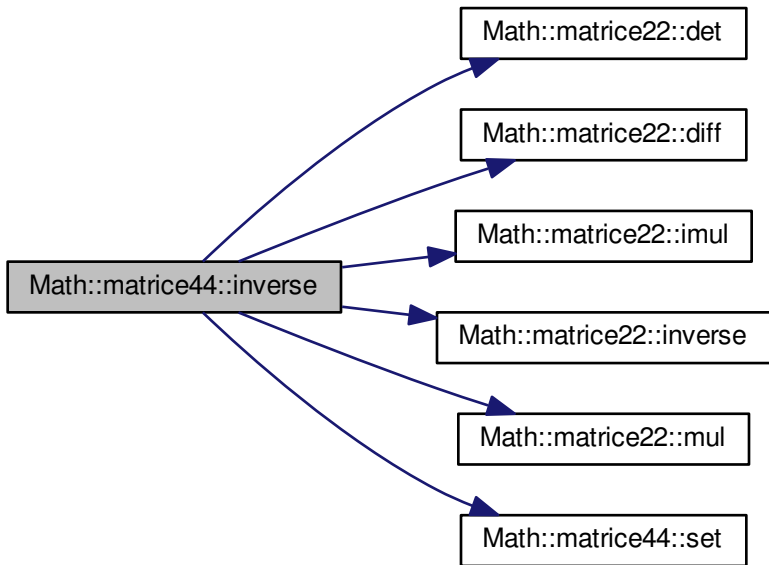 Math::matrice22::det
Math::matrice22::diff
Math::matrice22::imul
Math::matrice44::inverse
Math::matrice22::inverse
Math::matrice22::mul
Math::matrice44::set